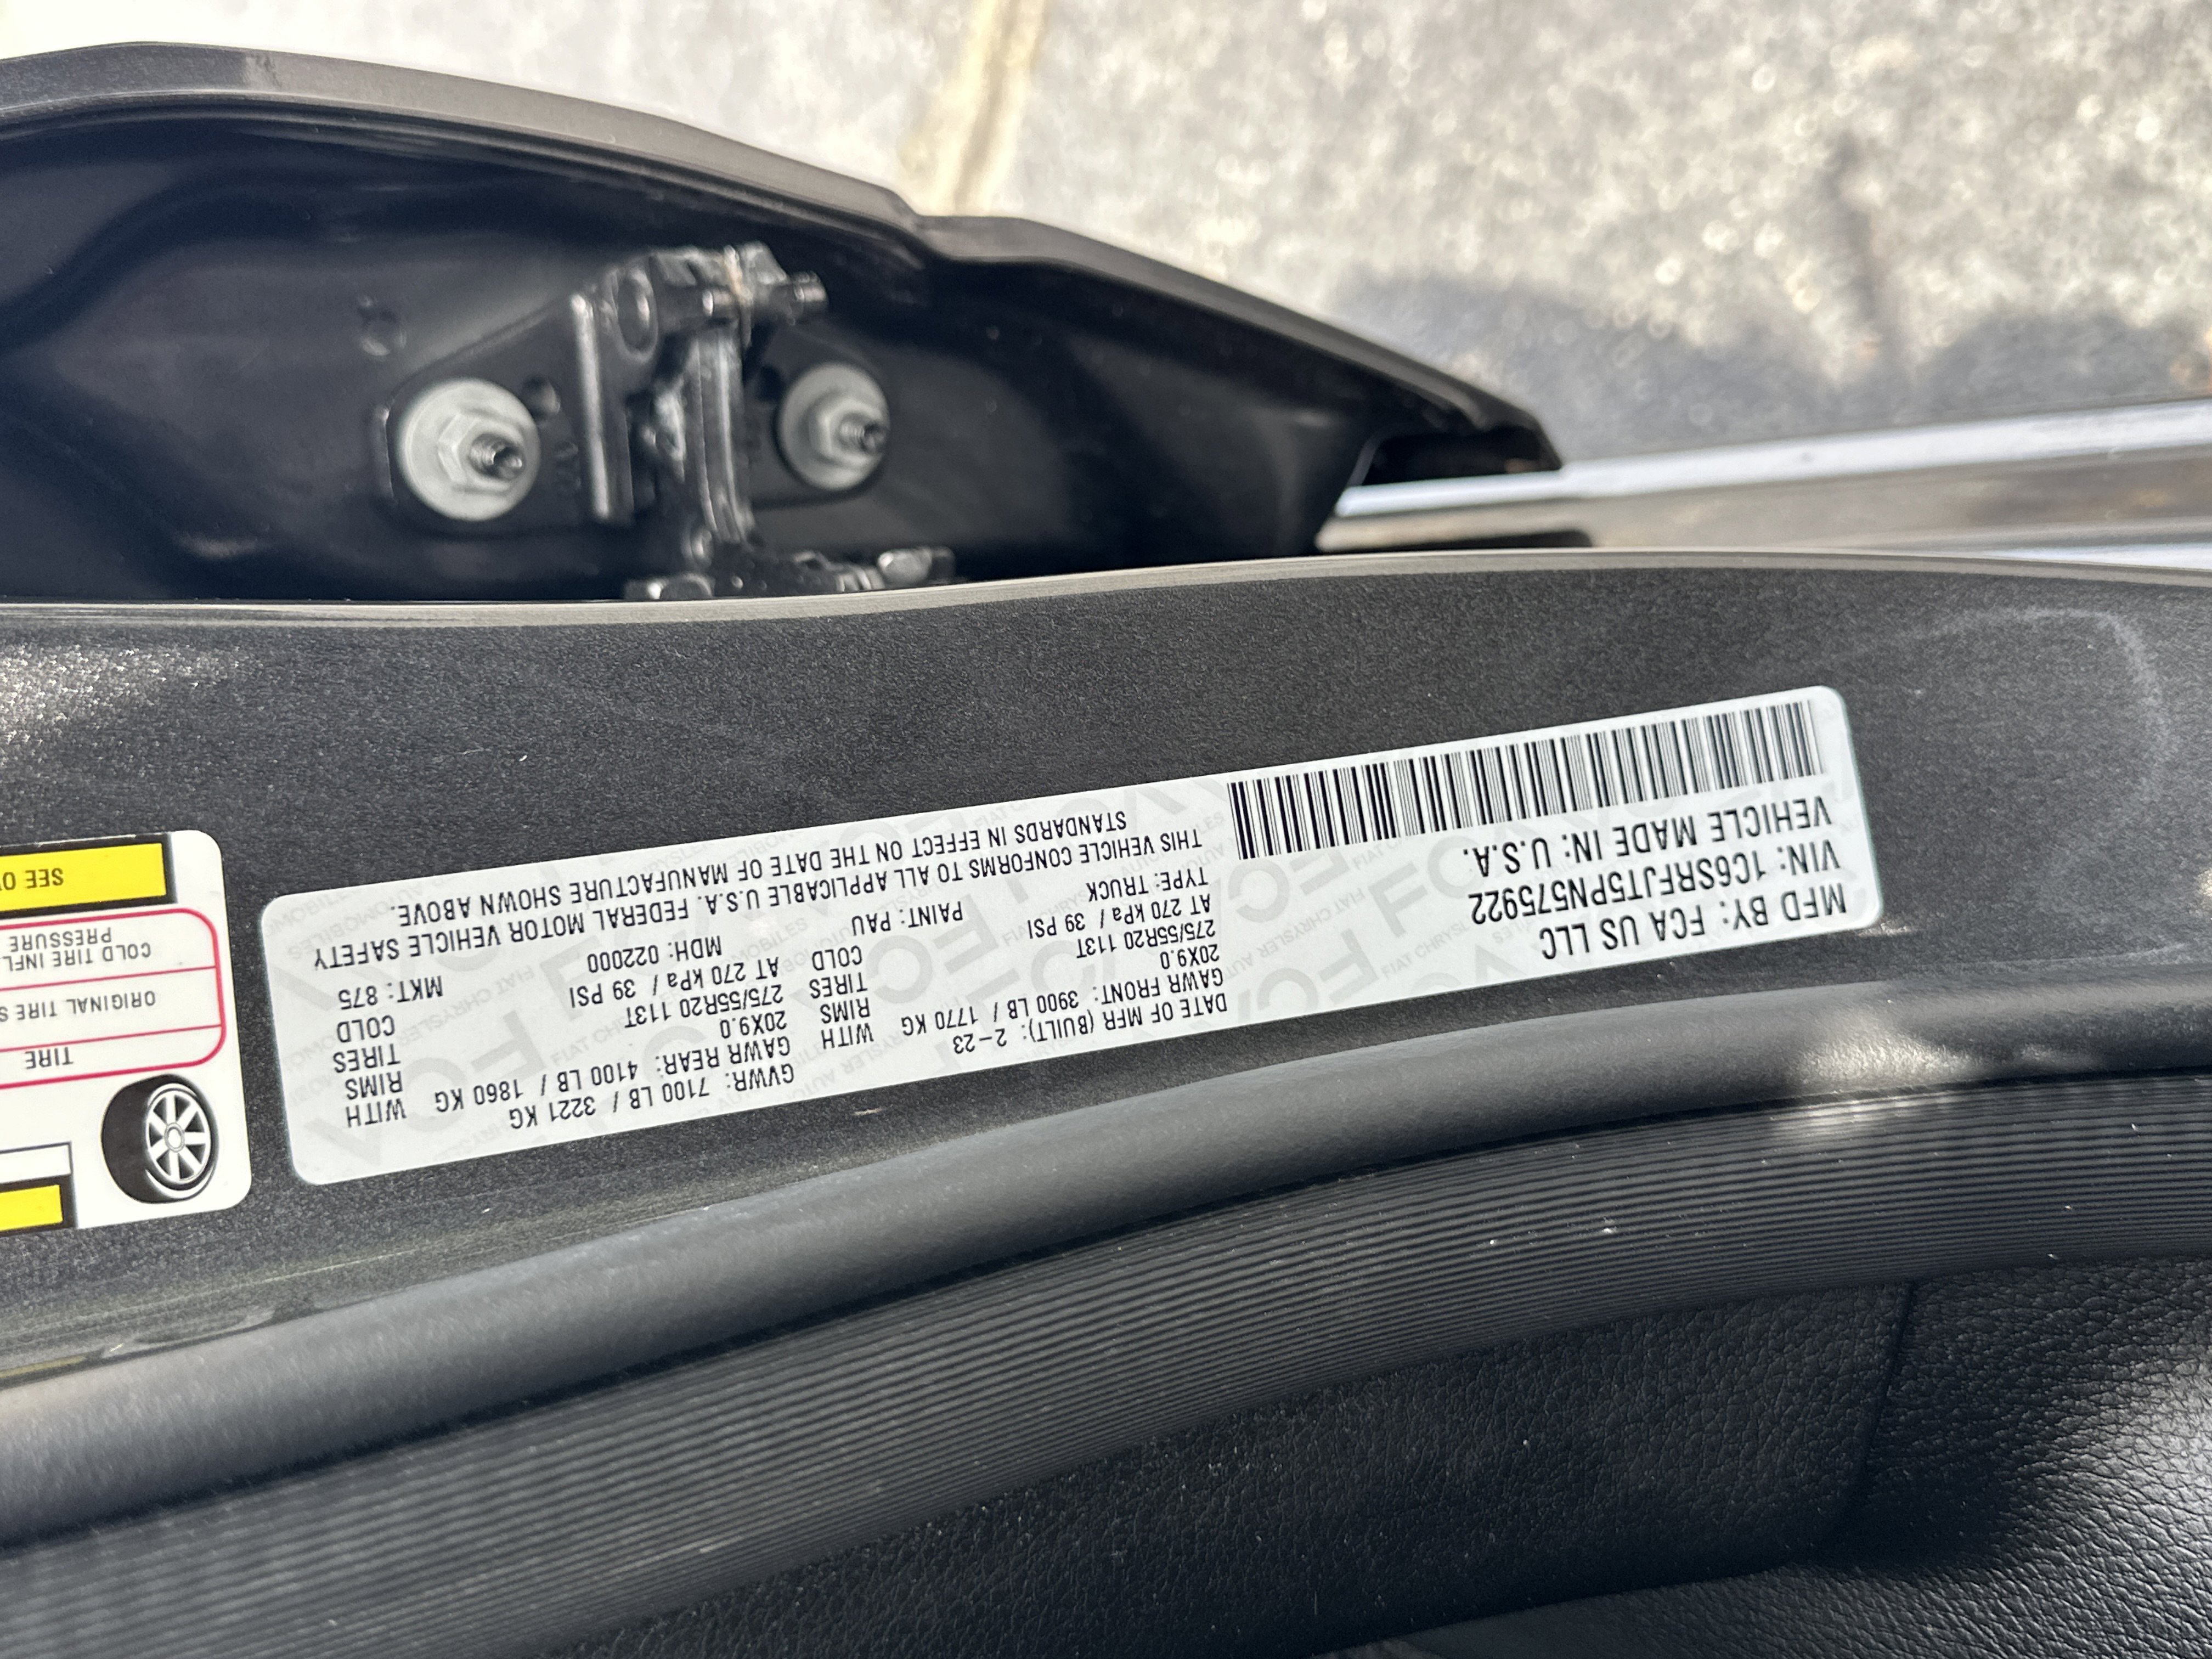 MFD BY: FCA US LLC
VIN: 1C6SRFJT5PN575922
VEHICLE MADE IN: U.S.A.
DATE OF MFR (BUILT): 2-23
GVWR: 7100 LB / 3221 KG
GAWR FRONT: 3900 LB / 1770 KG WITH
GAWR REAR: 4100 LB / 1860 KG WITH
20X9.0 RIMS
20X9.0 RIMS
275/55R20 113T TIRES
275/55R20 113T TIRES
AT 270 kPa / 39 PSI COLD
AT 270 kPa / 39 PSI COLD
TYPE: TRUCK PAINT: PAU MDH: 022000 MKT: 875
THIS VEHICLE CONFORMS TO ALL APPLICABLE U.S.A. FEDERAL MOTOR VEHICLE SAFETY
STANDARDS IN EFFECT ON THE DATE OF MANUFACTURE SHOWN ABOVE.
TIRE
ORIGINAL TIRE
COLD TIRE
PRESSURE
SEE